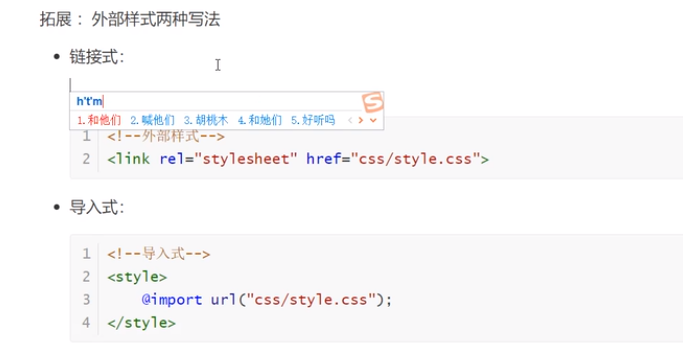 拓展： 外部样式两种写法
• 链接式：
h't'm
1.和他们 2.喊他们 3.胡桃木 4.和她们 5.好听吗
1 <!--外部样式-->
2 <link rel="stylesheet" href="css/style.css">
• 导入式：
1 <!--导入式-->
2 <style>
3 @import url("css/style.css");
4 </style>